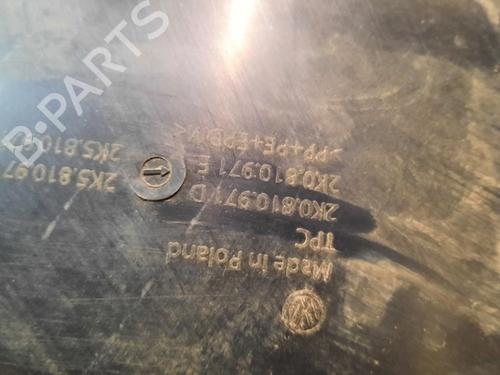 B-PARTS
Made in Poland
TPC
2K0.810.971 D
2K0.810.971 E
>PP+PE+EPDM<
2K5.810.97
2K5.810.